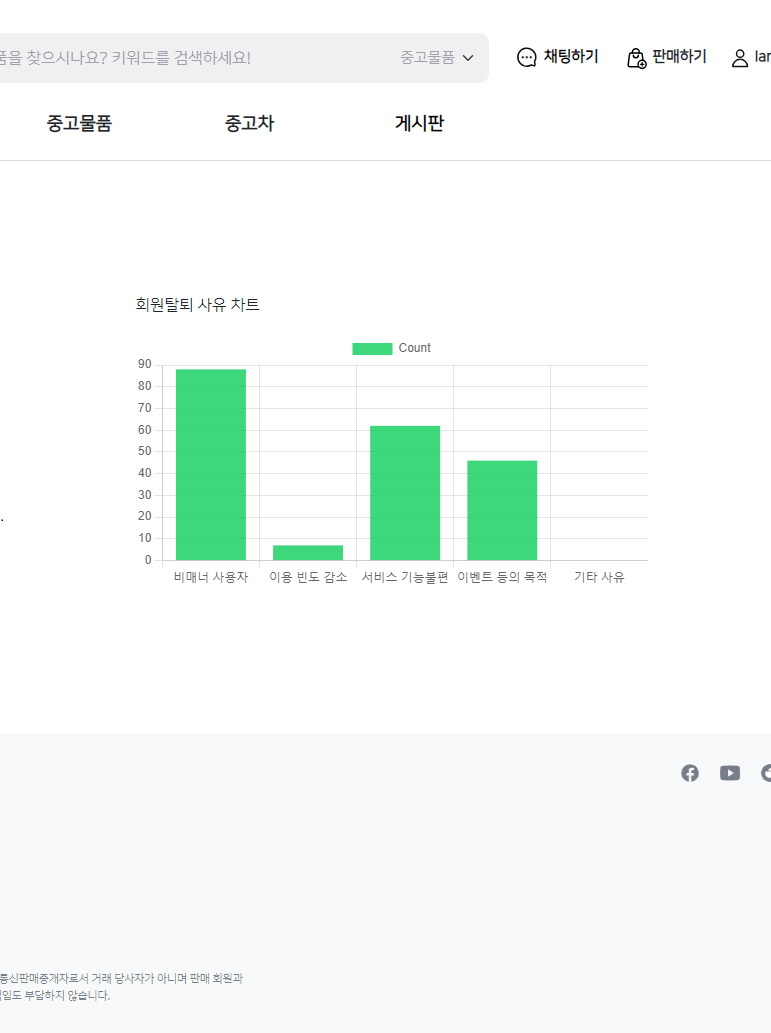 품을 찾으시나요? 키워드를 검색하세요!
중고물품
채팅하기
판매하기
lar
중고물품
중고차
게시판
회원탈퇴 사유 차트
Count
90
80
70
60
50
40
30
20
10
0
비매너 사용자
이용 빈도 감소
서비스 기능불편
이벤트 등의 목적
기타 사유
.
통신판매중개자로서 거래 당사자가 아니며 판매 회원과
임도 부담하지 않습니다.